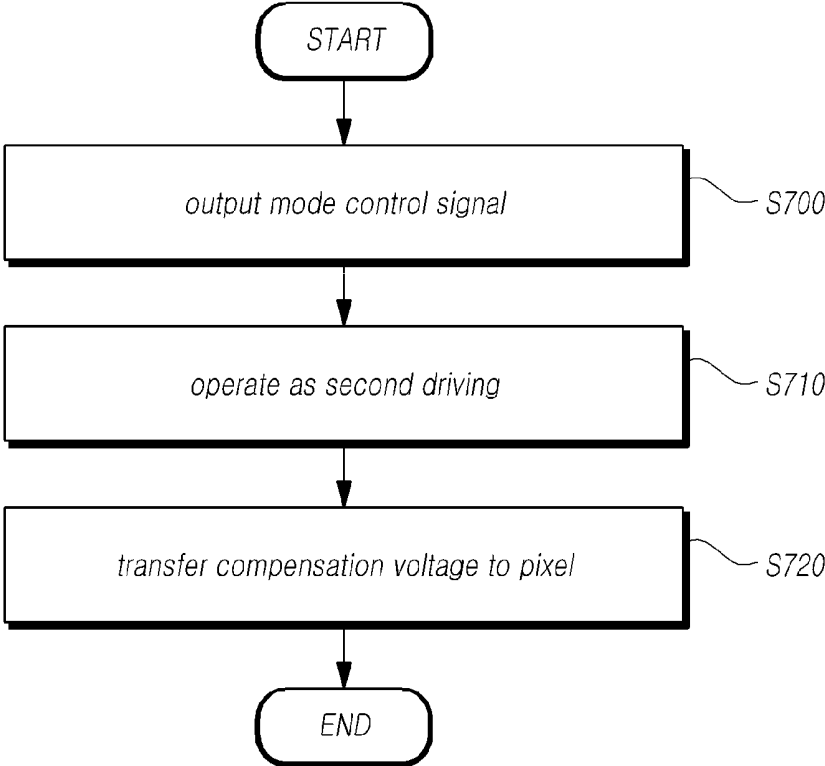 START
output mode control signal
S700
operate as second driving
S710
transfer compensation voltage to pixel
S720
END